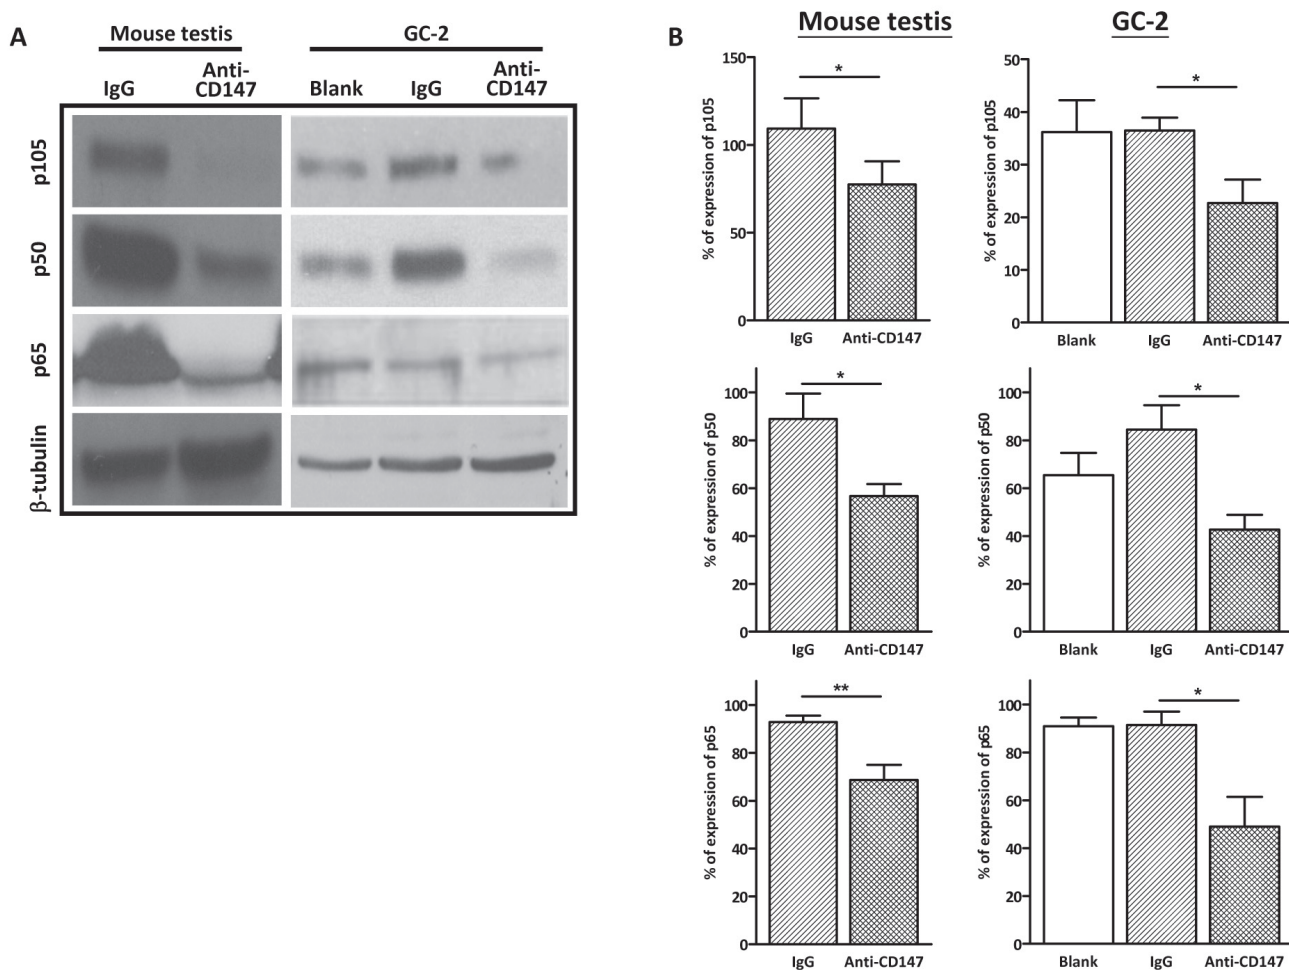 A
Mouse testis
GC-2
IgG
Anti-
CD147
Blank
IgG
Anti-
CD147
p105
p50
p65
β-tubulin
B
Mouse testis
GC-2
% of expression of p105
150
100
50
0
*
IgG
Anti-CD147
% of expression of p105
50
40
30
20
10
0
*
Blank
IgG
Anti-CD147
% of expression of p50
100
80
60
40
20
0
*
IgG
Anti-CD147
% of expression of p50
100
80
60
40
20
0
*
Blank
IgG
Anti-CD147
% of expression of p65
100
80
60
40
20
0
**
IgG
Anti-CD147
% of expression of p65
100
80
60
40
20
0
*
Blank
IgG
Anti-CD147